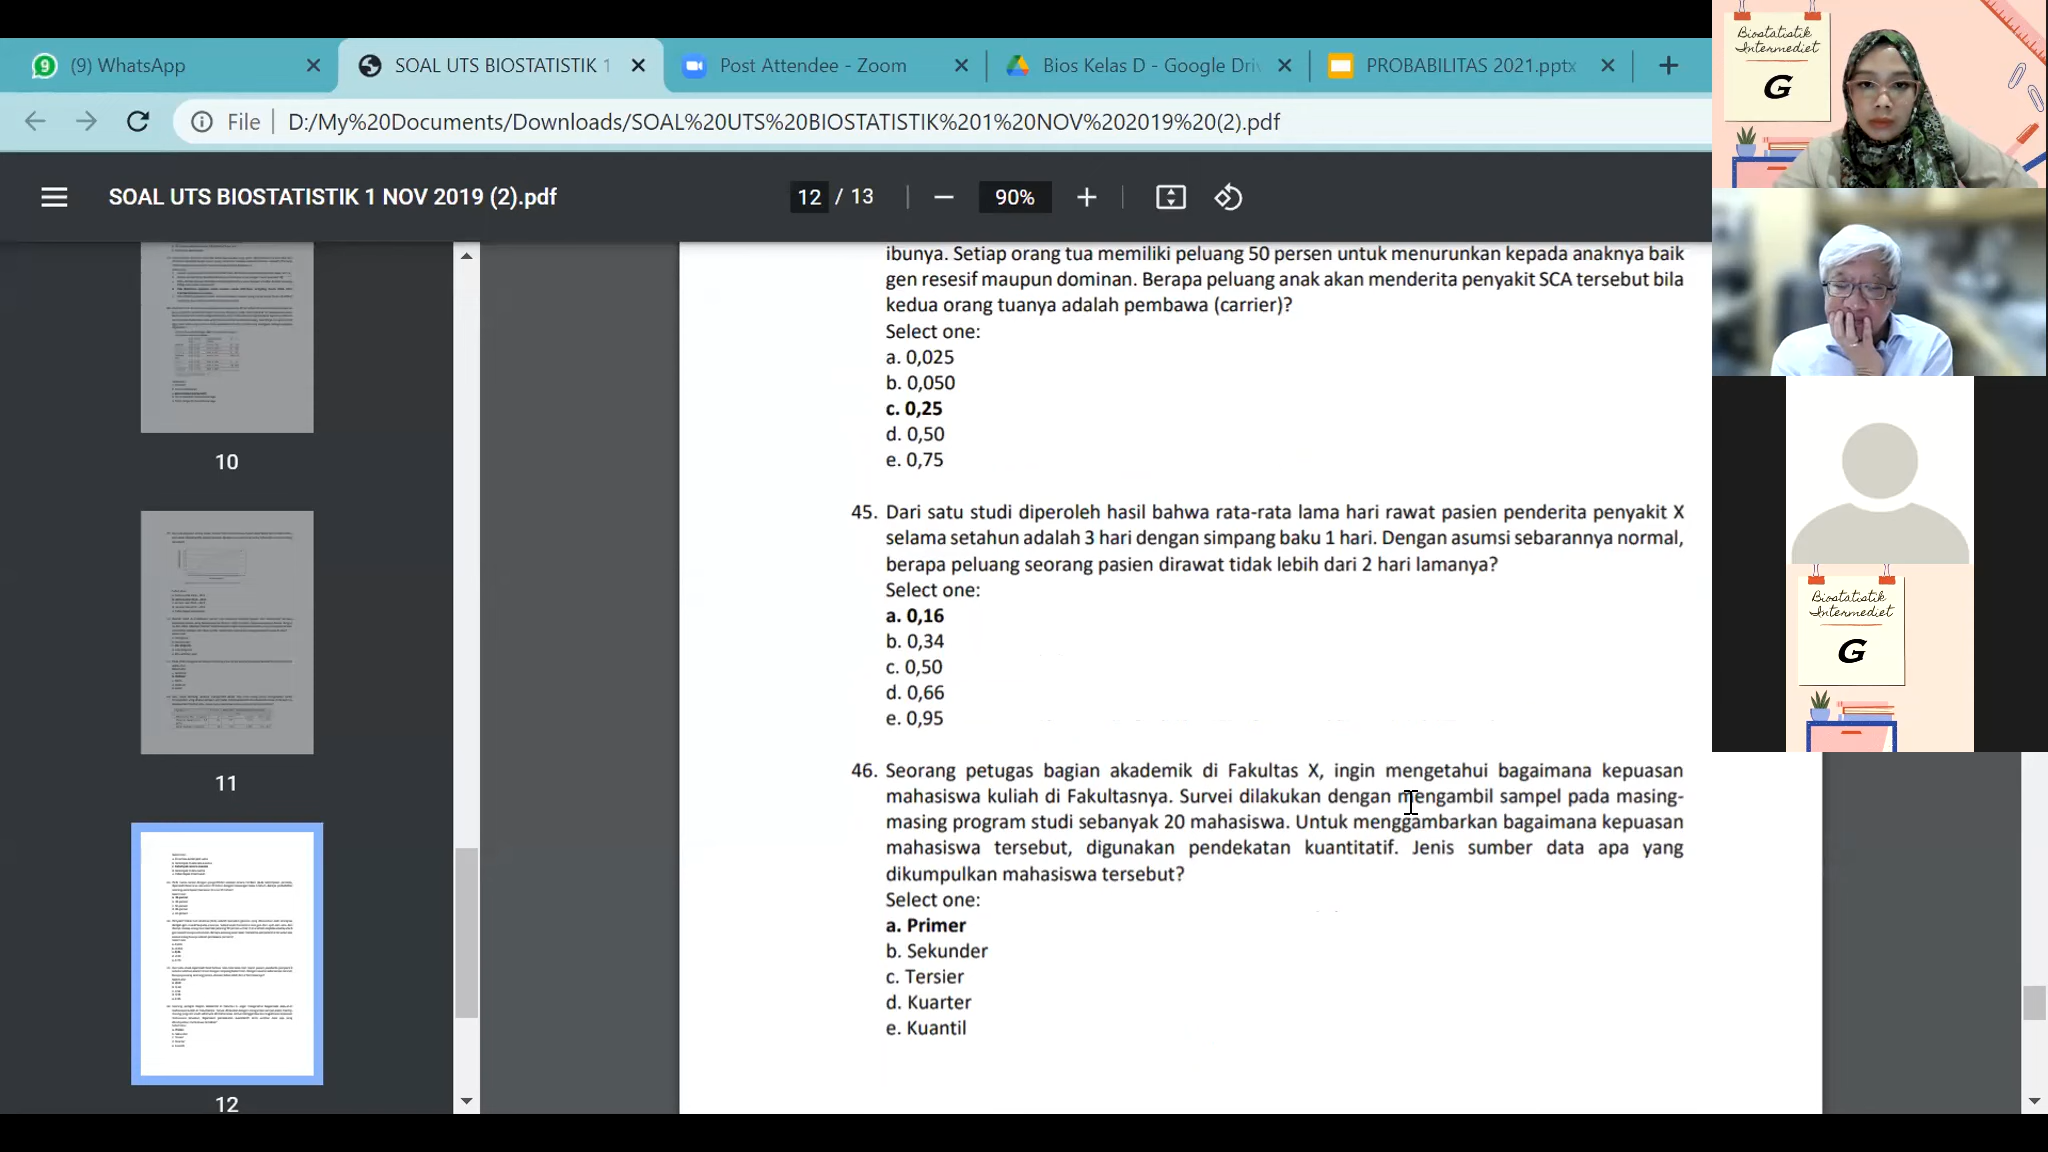 (9) WhatsApp
SOAL UTS BIOSTATISTIK 1
Post Attendee - Zoom
Bios Kelas D - Google Driv
PROBABILITAS 2021.pptx
File
D:/My%20Documents/Downloads/SOAL%20UTS%20BIOSTATISTIK%201%20NOV%202019%20(2).pdf
SOAL UTS BIOSTATISTIK 1 NOV 2019 (2).pdf
12 / 13
90%
10
11
12
ibunya. Setiap orang tua memiliki peluang 50 persen untuk menurunkan kepada anaknya baik
gen resesif maupun dominan. Berapa peluang anak akan menderita penyakit SCA tersebut bila
kedua orang tuanya adalah pembawa (carrier)?
Select one:
a. 0,025
b. 0,050
c. 0,25
d. 0,50
e. 0,75
45. Dari satu studi diperoleh hasil bahwa rata-rata lama hari rawat pasien penderita penyakit X
selama setahun adalah 3 hari dengan simpang baku 1 hari. Dengan asumsi sebarannya normal,
berapa peluang seorang pasien dirawat tidak lebih dari 2 hari lamanya?
Select one:
a. 0,16
b. 0,34
c. 0,50
d. 0,66
e. 0,95
46. Seorang petugas bagian akademik di Fakultas X, ingin mengetahui bagaimana kepuasan
mahasiswa kuliah di Fakultasnya. Survei dilakukan dengan mengambil sampel pada masing-
masing program studi sebanyak 20 mahasiswa. Untuk menggambarkan bagaimana kepuasan
mahasiswa tersebut, digunakan pendekatan kuantitatif. Jenis sumber data apa yang
dikumpulkan mahasiswa tersebut?
Select one:
a. Primer
b. Sekunder
c. Tersier
d. Kuarter
e. Kuantil
Biostatistik
Intermediet
G
Biostatistik
Intermediet
G